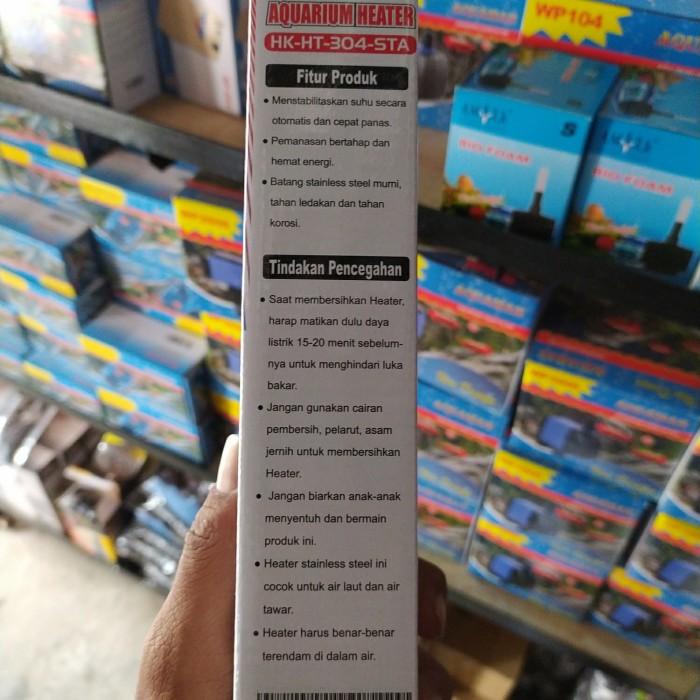 AQUARIUM HEATER
HK-HT-304-STA
Fitur Produk
• Menstabilitaskan suhu secara
otomatis dan cepat panas.
• Pemanasan bertahap dan
hemat energi.
• Batang stainless steel murni,
tahan ledakan dan tahan
korosi.
Tindakan Pencegahan
• Saat membersihkan Heater,
harap matikan dulu daya
listrik 15-20 menit sebelum-
nya untuk menghindari luka
bakar.
• Jangan gunakan cairan
pembersih, pelarut, asam
jernih untuk membersihkan
Heater.
• Jangan biarkan anak-anak
menyentuh dan bermain
produk ini.
• Heater stainless steel ini
cocok untuk air laut dan air
tawar.
• Heater harus benar-benar
terendam di dalam air.
WP104
S
BIO FOAM
BIO FOAM